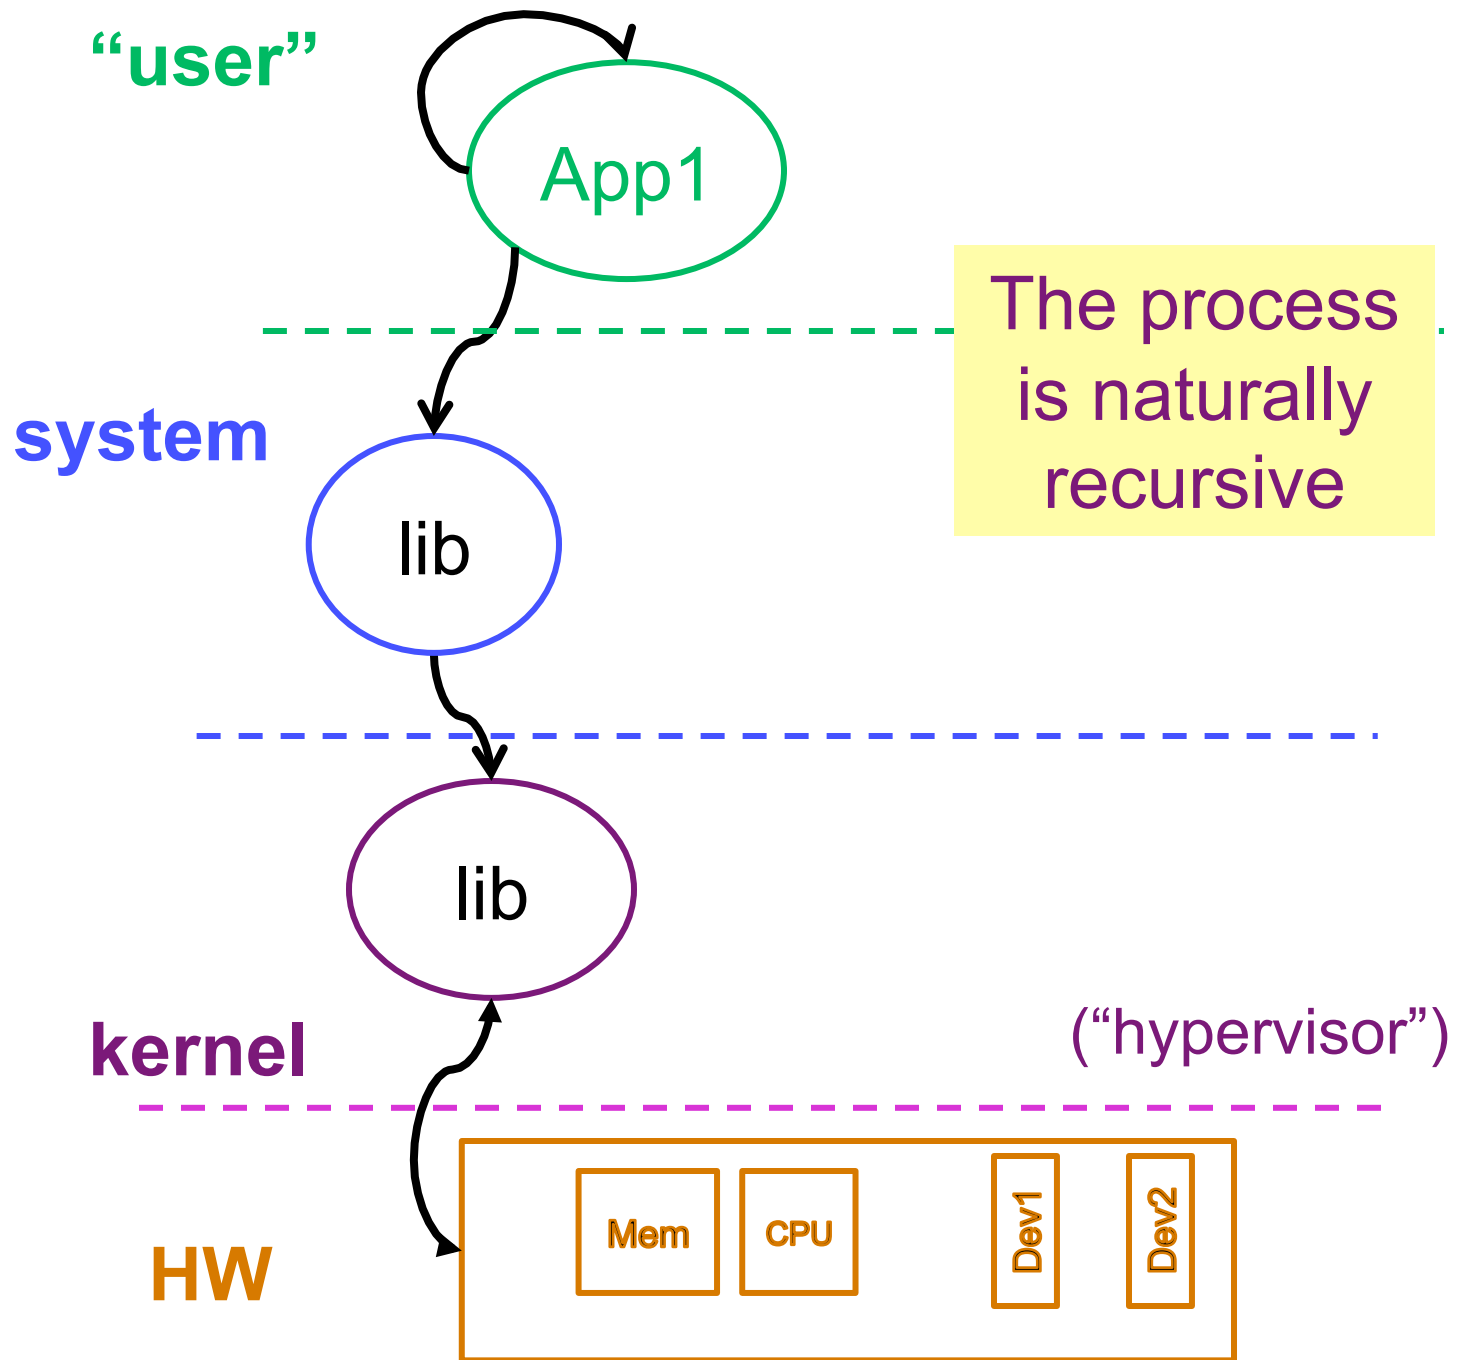 “user”
App1
The process
is naturally
recursive
system
lib
lib
kernel
(“hypervisor”)
HW
Mem
CPU
Dev1
Dev2